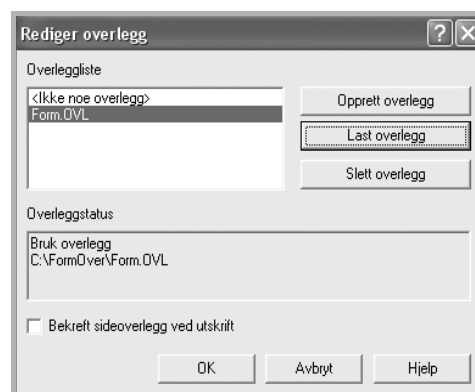 Rediger overlegg
Overleggliste
<Ikke noe overlegg>
Form.OVL
Opprett overlegg
Last overlegg
Slett overlegg
Overleggstatus
Bruk overlegg
C:\FormOver\Form.OVL
Bekreft sideoverlegg ved utskrift
OK Avbryt Hjelp